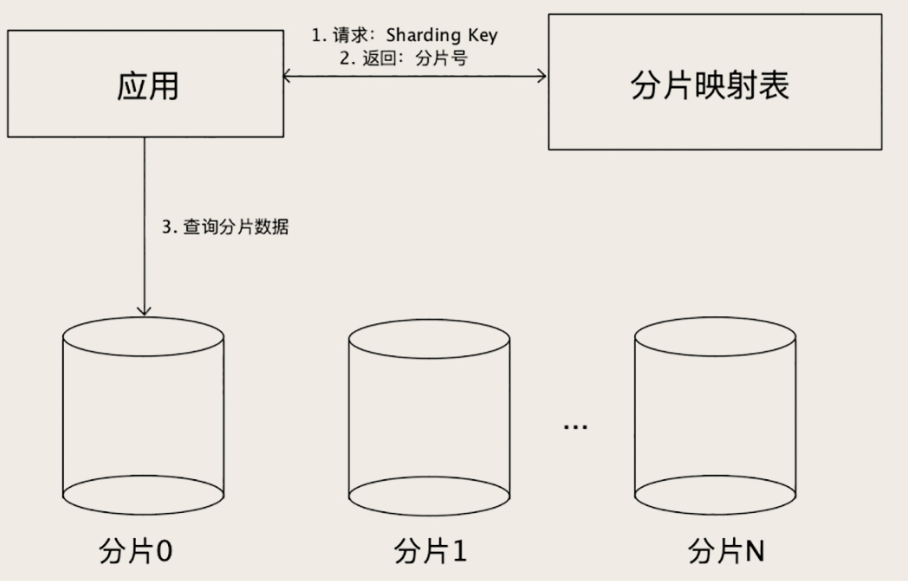 1. 请求：Sharding Key
2. 返回：分片号
应用
分片映射表
3. 查询分片数据
...
分片0
分片1
分片N